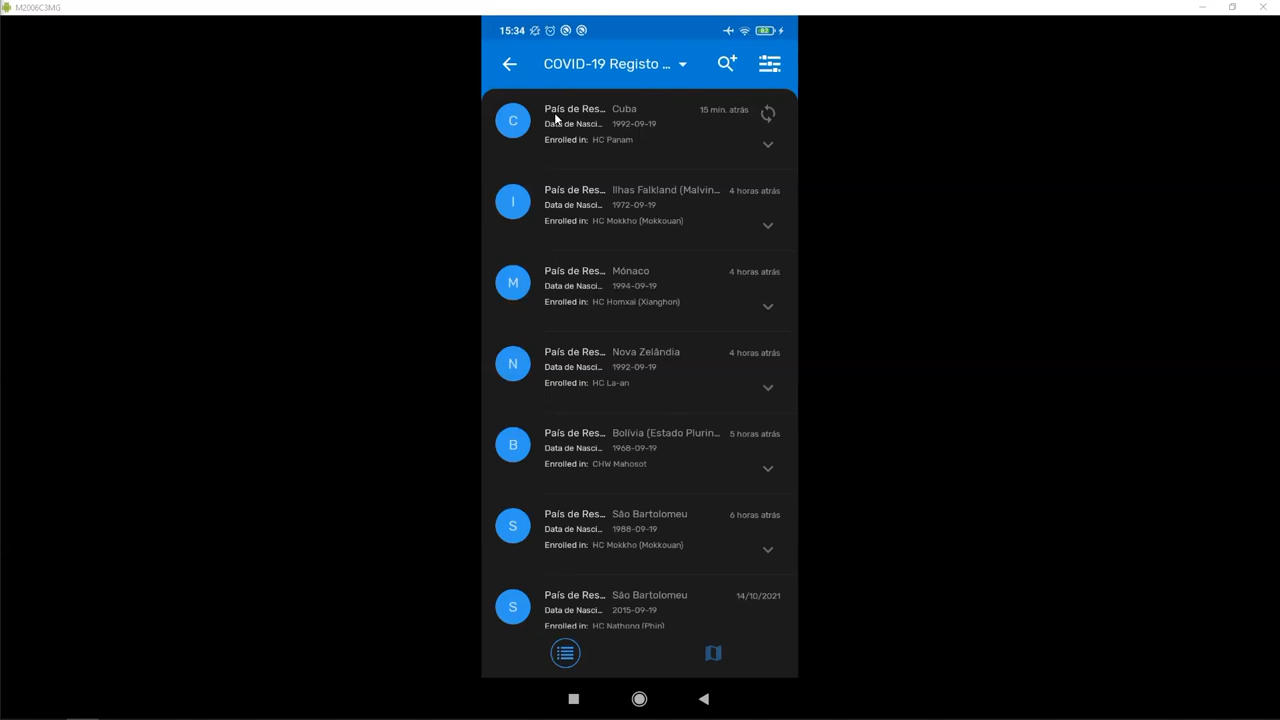 M2006C3MG
15:34
82
COVID-19 Registo ...
C
País de Res... Cuba 15 min. atrás
Data de Nasci... 1992-09-19
Enrolled in: HC Panam
I
País de Res... Ilhas Falkland (Malvin... 4 horas atrás
Data de Nasci... 1972-09-19
Enrolled in: HC Mokkho (Mokkouan)
M
País de Res... Mónaco 4 horas atrás
Data de Nasci... 1994-09-19
Enrolled in: HC Homxai (Xianghon)
N
País de Res... Nova Zelândia 4 horas atrás
Data de Nasci... 1992-09-19
Enrolled in: HC La-an
B
País de Res... Bolívia (Estado Plurin... 5 horas atrás
Data de Nasci... 1968-09-19
Enrolled in: CHW Mahosot
S
País de Res... São Bartolomeu 6 horas atrás
Data de Nasci... 1988-09-19
Enrolled in: HC Mokkho (Mokkouan)
S
País de Res... São Bartolomeu 14/10/2021
Data de Nasci... 2015-09-19
Enrolled in: HC Nathong (Phin)